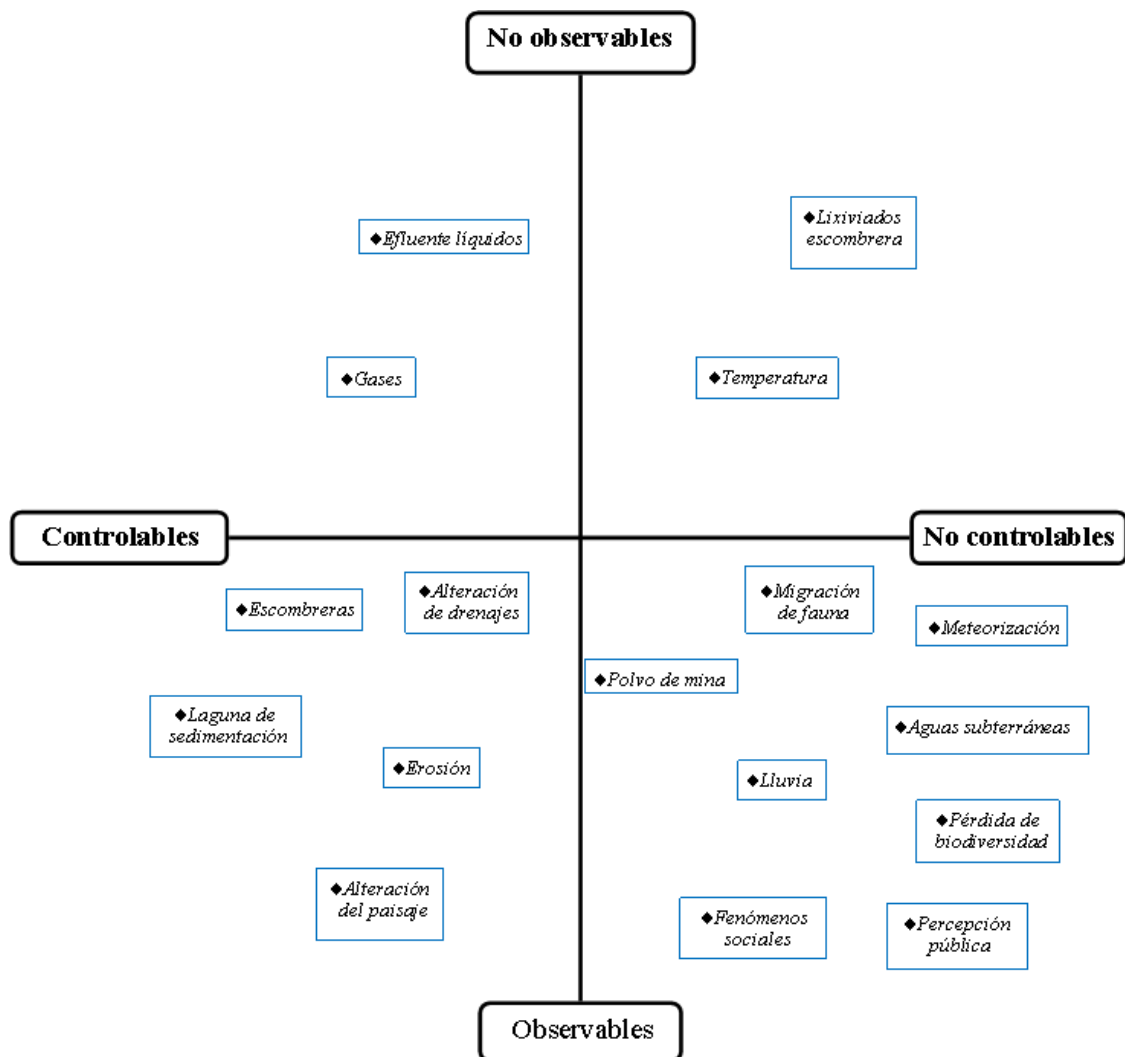 No observables
◆Efluente líquidos
◆Lixiviados
escombrera
◆Gases
◆Temperatura
Controlables
No controlables
◆Escombreras
◆Alteración
de drenajes
◆Migración
de fauna
◆Meteorización
◆Polvo de mina
◆Laguna de
sedimentación
◆Aguas subterráneas
◆Erosión
◆Lluvia
◆Pérdida de
biodiversidad
◆Alteración
del paisaje
◆Fenómenos
sociales
◆Percepción
pública
Observables